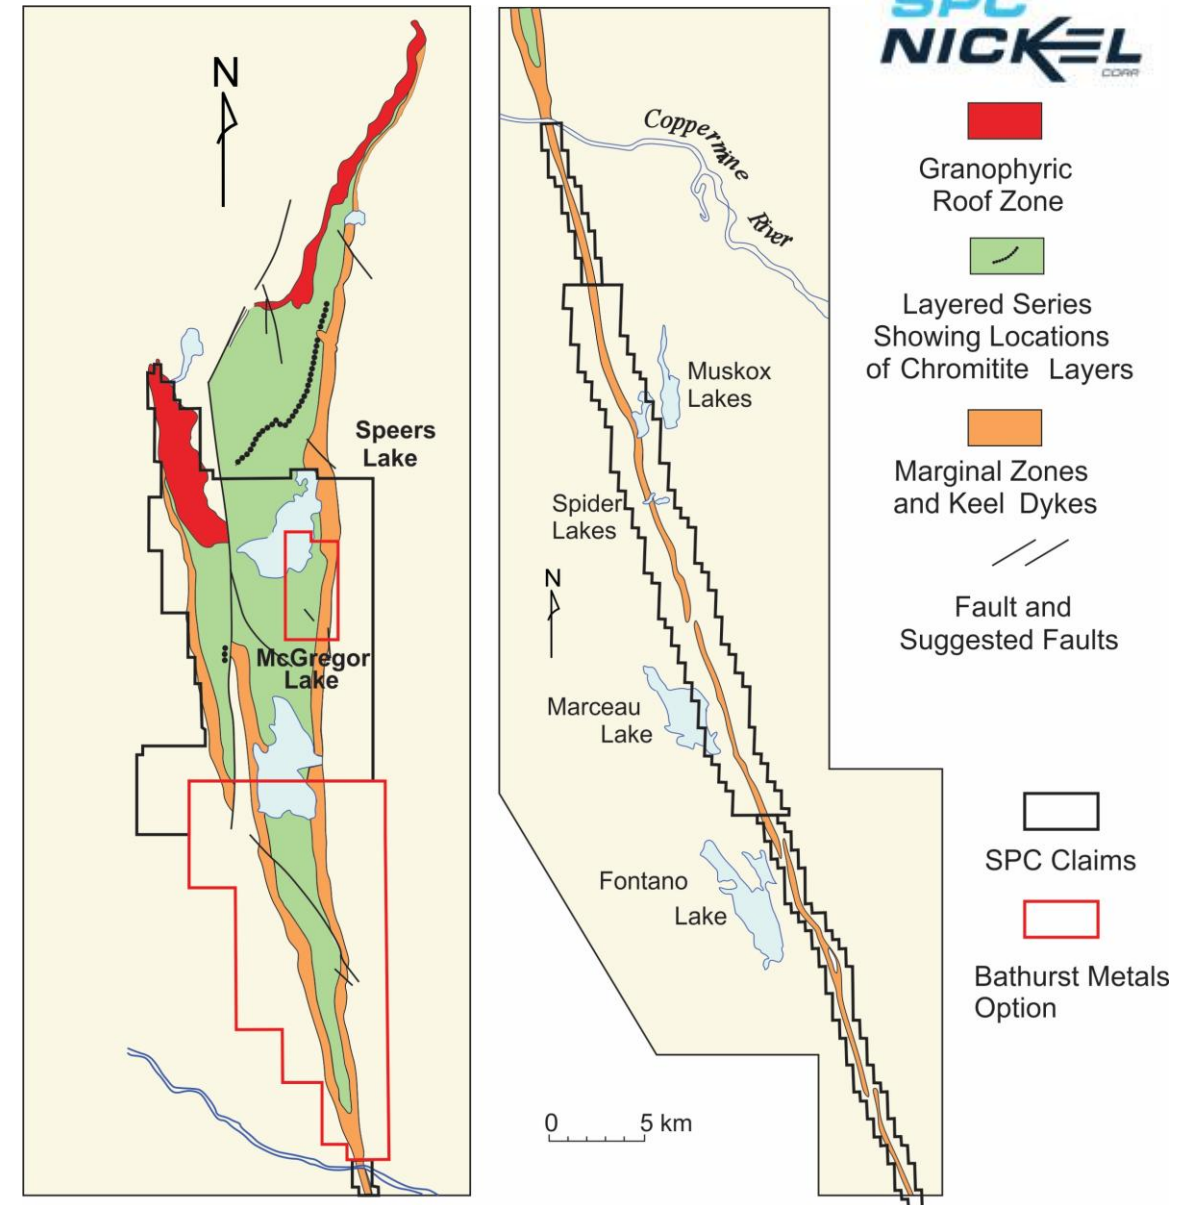 N
Speers
Lake
McGregor
Lake
Coppermine
River
Muskox
Lakes
Spider
Lakes
N
Marceau
Lake
Fontano
Lake
0 5 km
SPC
NICKEL
CORP
Granophyric
Roof Zone
Layered Series
Showing Locations
of Chromitite Layers
Marginal Zones
and Keel Dykes
Fault and
Suggested Faults
SPC Claims
Bathurst Metals
Option